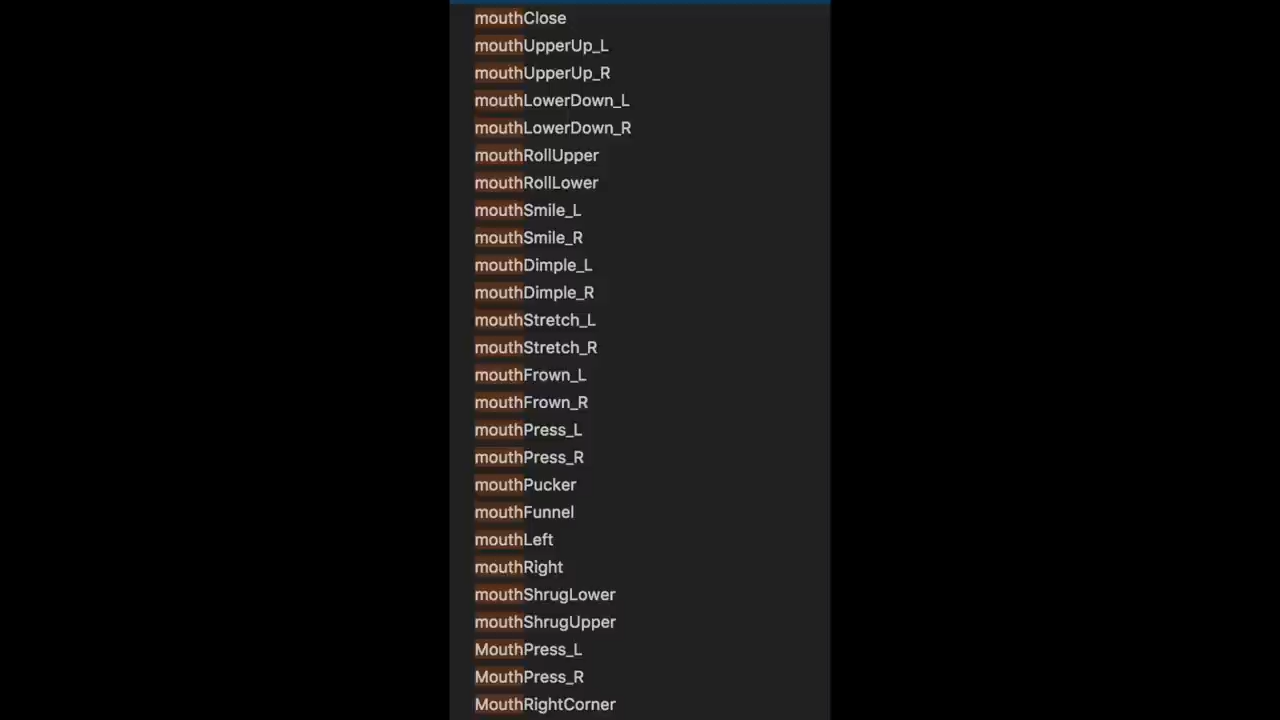 mouthClose
mouthUpperUp_L
mouthUpperUp_R
mouthLowerDown_L
mouthLowerDown_R
mouthRollUpper
mouthRollLower
mouthSmile_L
mouthSmile_R
mouthDimple_L
mouthDimple_R
mouthStretch_L
mouthStretch_R
mouthFrown_L
mouthFrown_R
mouthPress_L
mouthPress_R
mouthPucker
mouthFunnel
mouthLeft
mouthRight
mouthShrugLower
mouthShrugUpper
MouthPress_L
MouthPress_R
MouthRightCorner